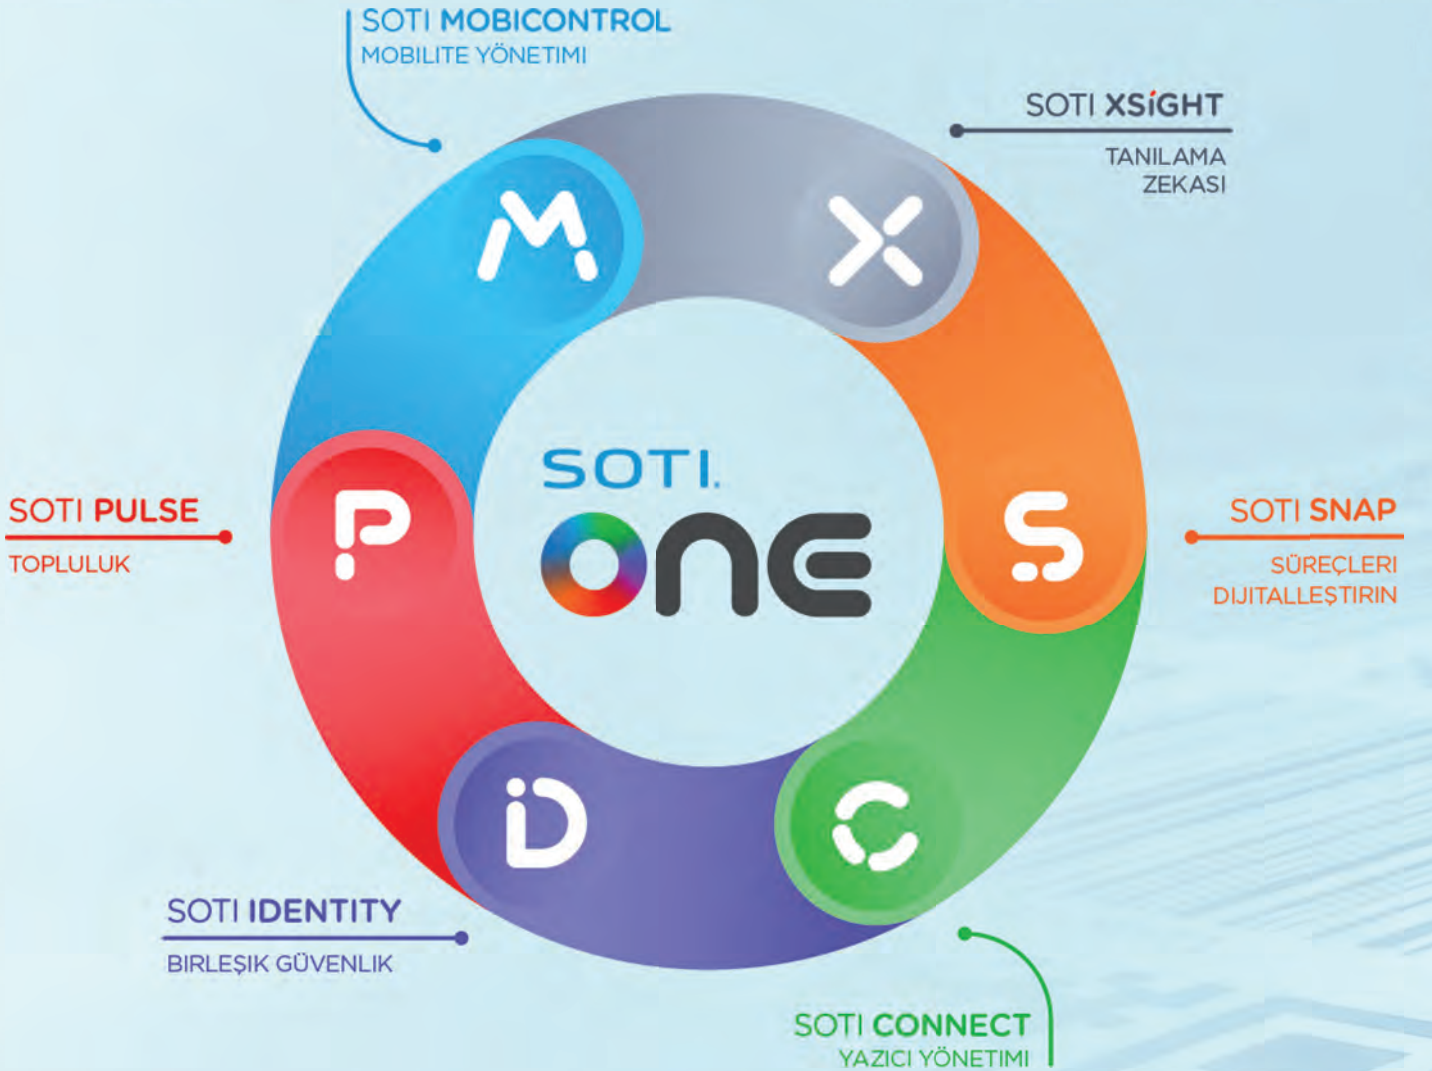 SOTI MOBICONTROL
MOBILITE YÖNETIMI
SOTI XSiGHT
TANILAMA
ZEKASI
M
X
SOTI.
ONE
SOTI PULSE
TOPLULUK
P
S
SOTI SNAP
SÜREÇLERI
DIJITALLEŞTIRIN
iD
C
SOTI IDENTITY
BIRLEŞIK GÜVENLIK
SOTI CONNECT
YAZICI YÖNETIMI